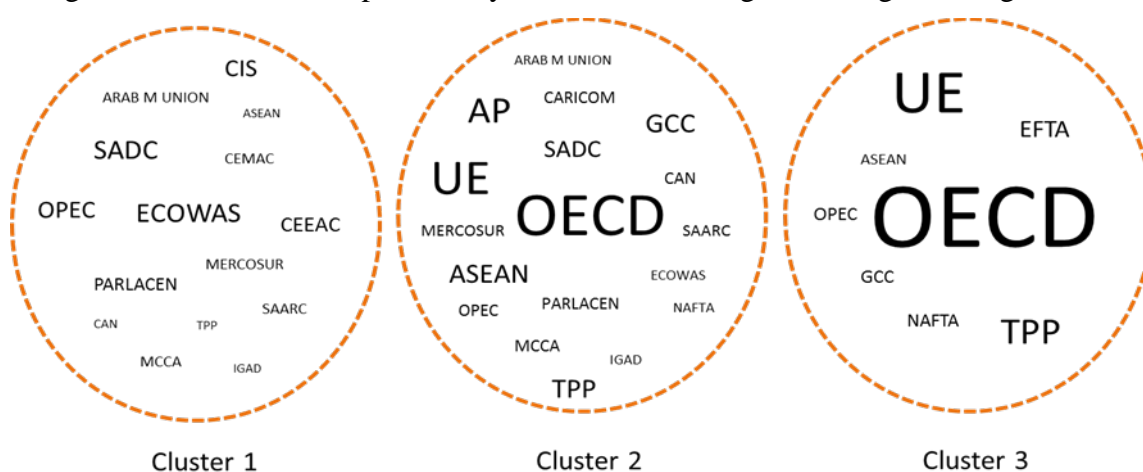 CIS
ARAB M UNION
ASEAN
SADC
CEMAC
OPEC
ECOWAS
CEEAC
MERCOSUR
PARLACEN
SAARC
CAN
TPP
MCCA
IGAD
Cluster 1
ARAB M UNION
AP
CARICOM
GCC
SADC
UE
CAN
OECD
MERCOSUR
SAARC
ASEAN
ECOWAS
OPEC
PARLACEN
NAFTA
MCCA
IGAD
TPP
Cluster 2
UE
EFTA
ASEAN
OPEC
OECD
GCC
NAFTA
TPP
Cluster 3